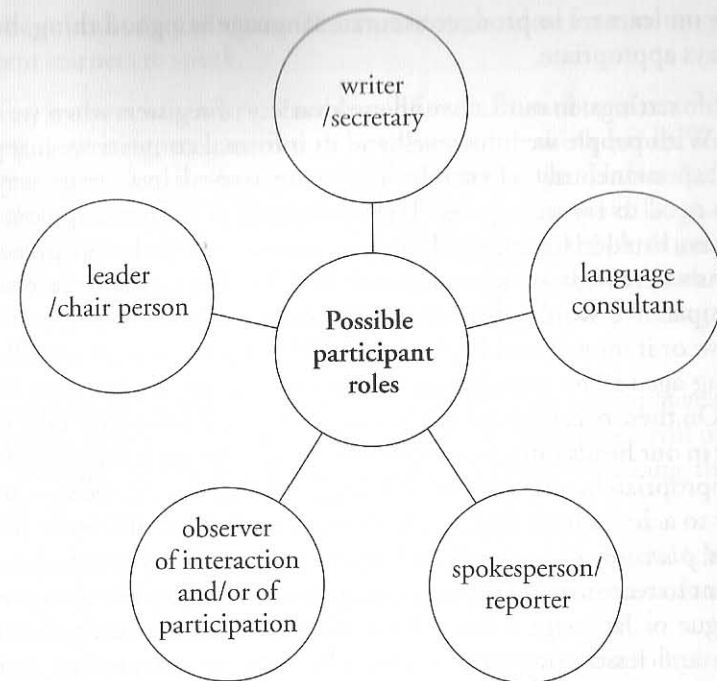 writer
/secretary
leader
/chair person
language
consultant
Possible
participant
roles
observer
of interaction
and/or of
participation
spokesperson/
reporter